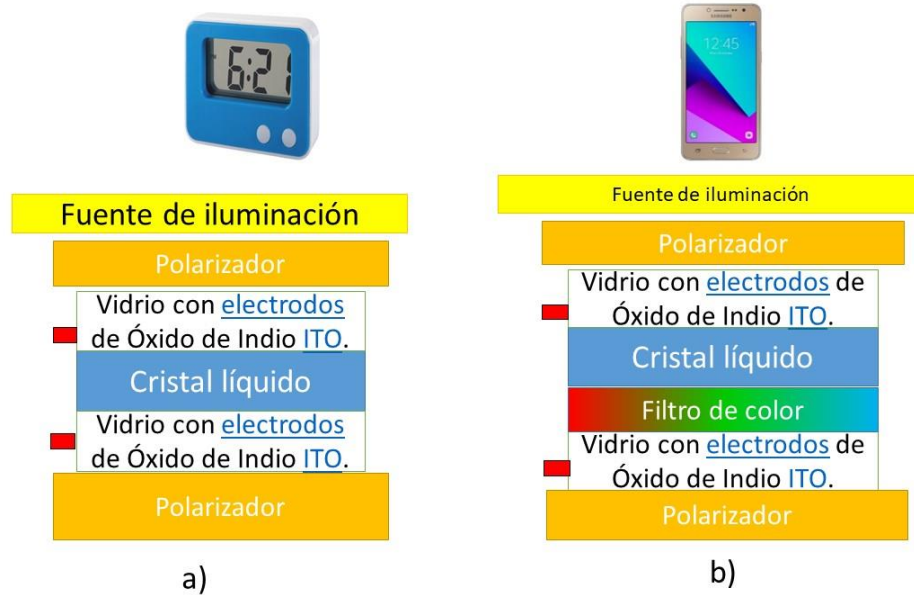 6:21
SAMSUNG
12:45
Fuente de iluminación
Polarizador
Vidrio con electrodos
de Óxido de Indio ITO.
Cristal líquido
Vidrio con electrodos
de Óxido de Indio ITO.
Polarizador
a)
Fuente de iluminación
Polarizador
Vidrio con electrodos de
Óxido de Indio ITO.
Cristal líquido
Filtro de color
Vidrio con electrodos de
Óxido de Indio ITO.
Polarizador
b)